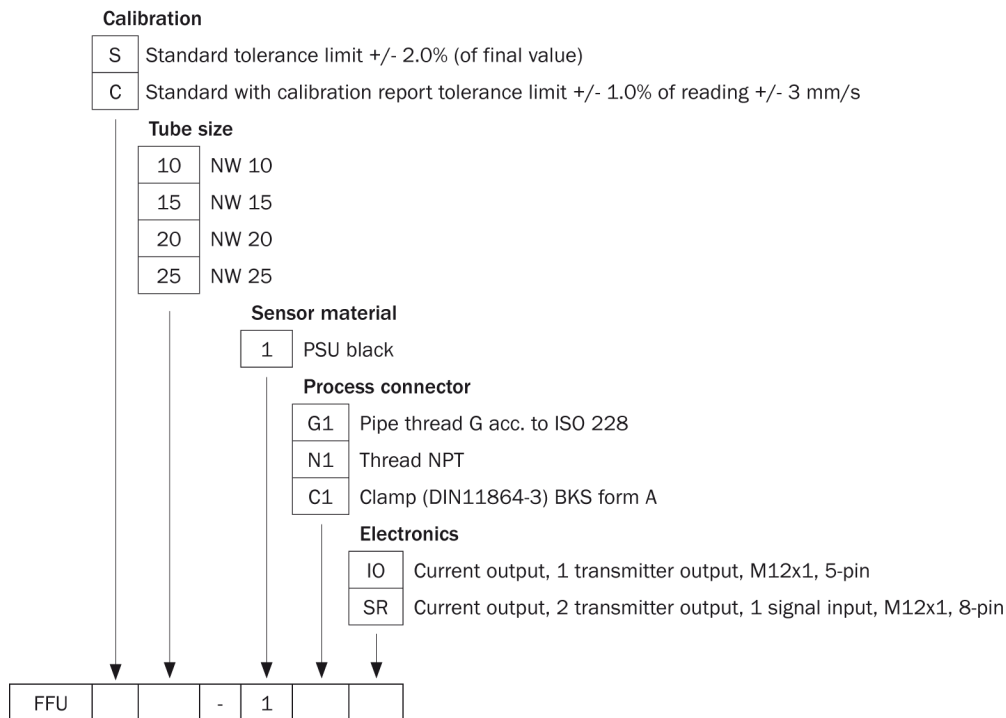 Calibration
S Standard tolerance limit +/- 2.0% (of final value)
C Standard with calibration report tolerance limit +/- 1.0% of reading +/- 3 mm/s
Tube size
10 NW 10
15 NW 15
20 NW 20
25 NW 25
Sensor material
1 PSU black
Process connector
G1 Pipe thread G acc. to ISO 228
N1 Thread NPT
C1 Clamp (DIN11864-3) BKS form A
Electronics
IO Current output, 1 transmitter output, M12x1, 5-pin
SR Current output, 2 transmitter output, 1 signal input, M12x1, 8-pin
FFU - 1